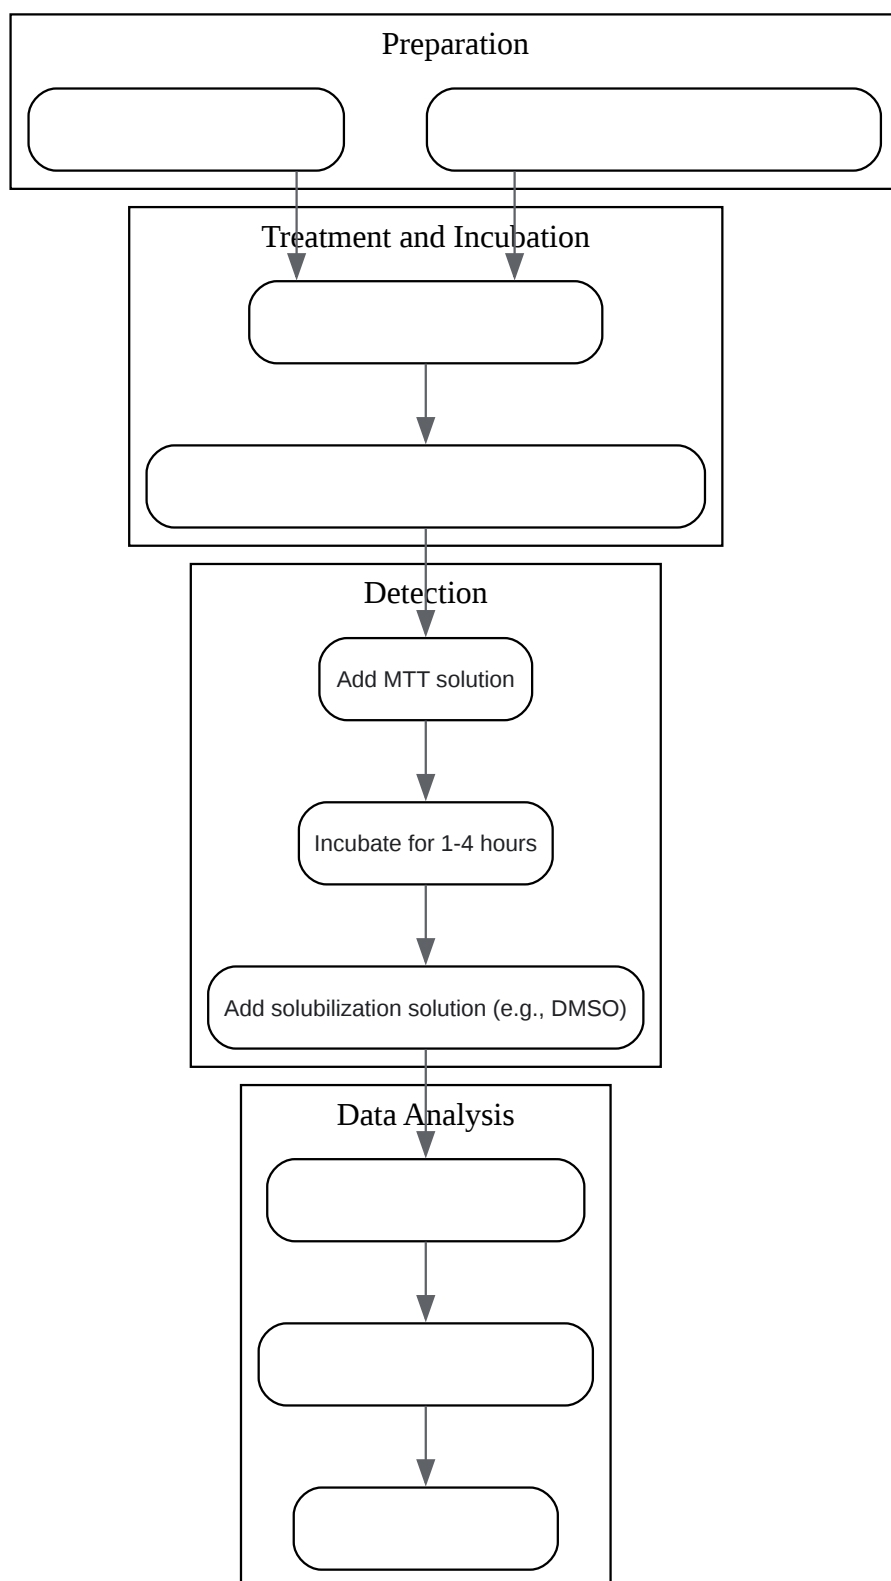 Preparation
Treatment and Incubation
Detection
Add MTT solution
Incubate for 1-4 hours
Add solubilization solution (e.g., DMSO)
Data Analysis